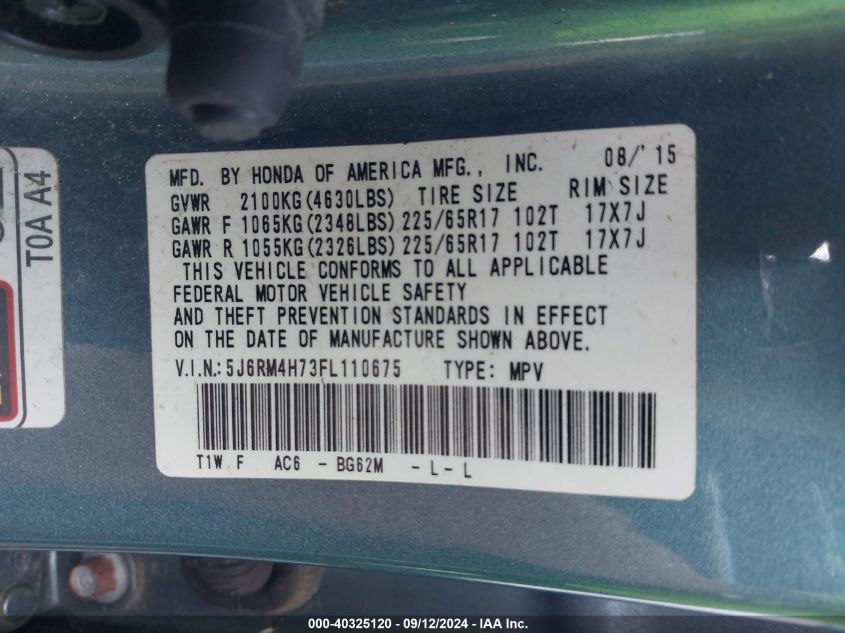 MFD. BY HONDA OF AMERICA MFG., INC. 08/'15
GVWR 2100KG(4630LBS) TIRE SIZE RIM SIZE
GAWR F 1065KG(2348LBS) 225/65R17 102T 17X7J
GAWR R 1055KG(2326LBS) 225/65R17 102T 17X7J
THIS VEHICLE CONFORMS TO ALL APPLICABLE
FEDERAL MOTOR VEHICLE SAFETY
AND THEFT PREVENTION STANDARDS IN EFFECT
ON THE DATE OF MANUFACTURE SHOWN ABOVE.
V.I.N.: 5J6RM4H73FL110675 TYPE: MPV
T1W F AC6 - BG62M - L - L
T0A A4
000-40325120 - 09/12/2024 - IAA Inc.